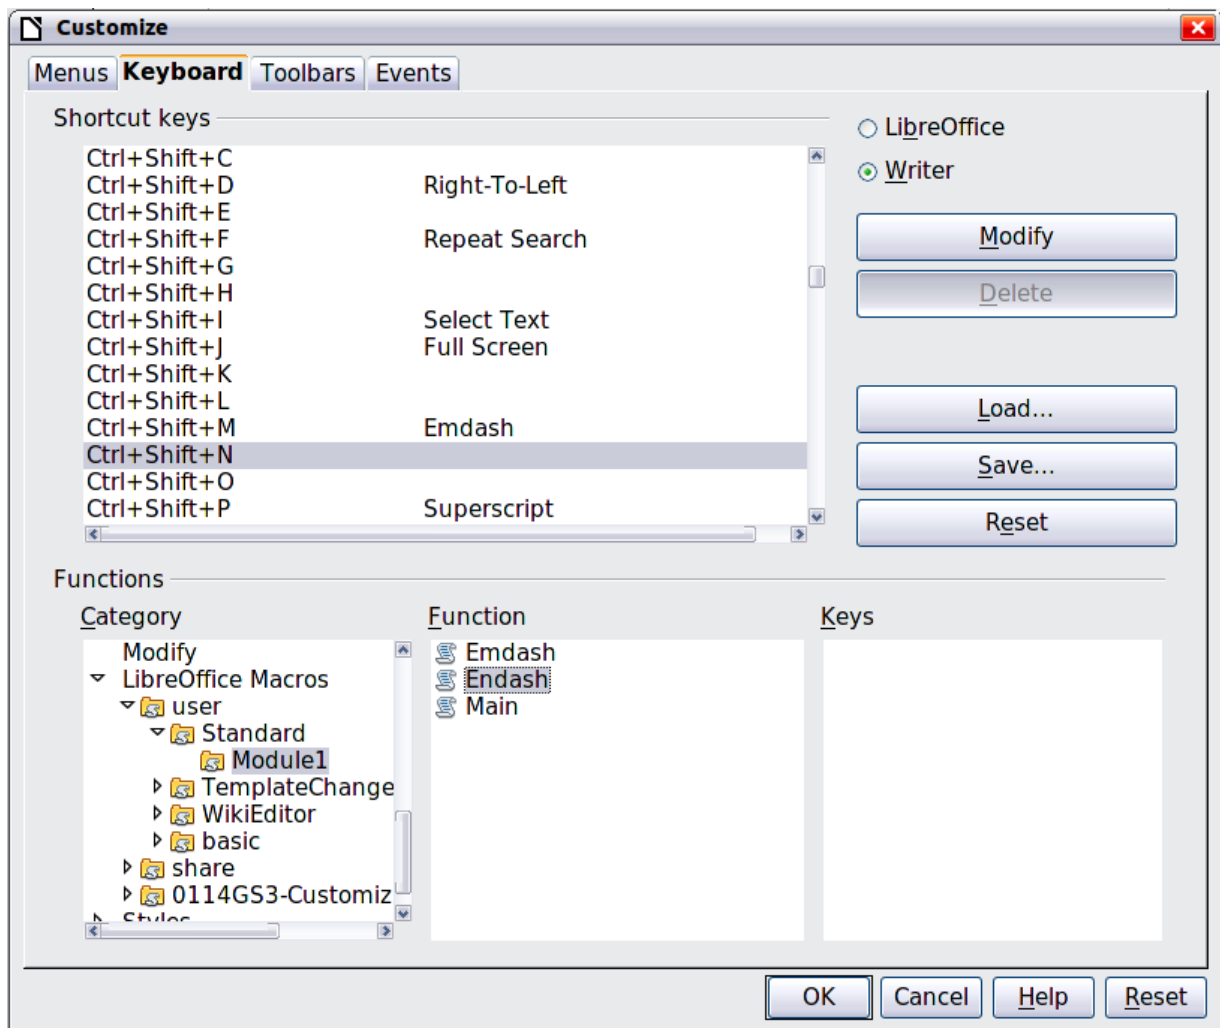 Customize
Menus Keyboard Toolbars Events
Shortcut keys
LibreOffice
Writer
Ctrl+Shift+C
Ctrl+Shift+D Right-To-Left
Ctrl+Shift+E
Ctrl+Shift+F Repeat Search
Ctrl+Shift+G
Ctrl+Shift+H
Ctrl+Shift+I Select Text
Ctrl+Shift+J Full Screen
Ctrl+Shift+K
Ctrl+Shift+L
Ctrl+Shift+M Emdash
Ctrl+Shift+N
Ctrl+Shift+O
Ctrl+Shift+P Superscript
Modify
Delete
Load...
Save...
Reset
Functions
Category
Modify
LibreOffice Macros
user
Standard
Module1
TemplateChange
WikiEditor
basic
share
0114GS3-Customiz
Styles
Function
Emdash
Endash
Main
Keys
OK Cancel Help Reset